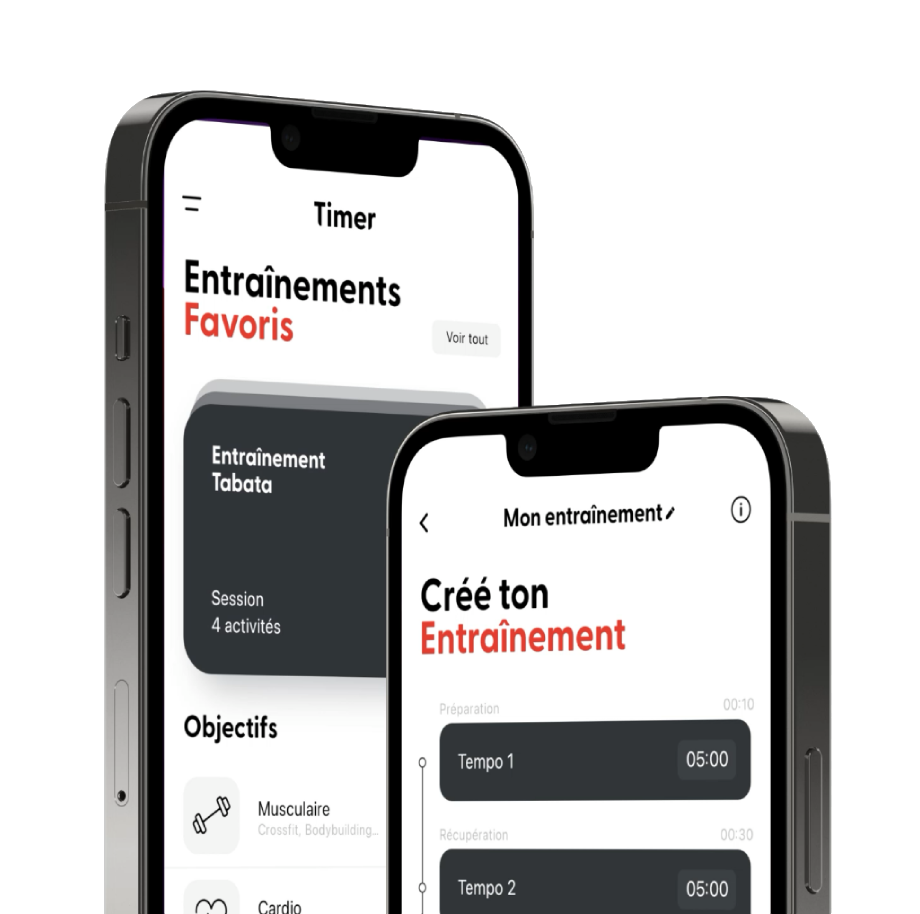 Timer
Entraînements
Favoris
Voir tout
Entraînement
Tabata
Session
4 activités
Objectifs
Musculaire
Crossfit, Bodybuilding...
Cardio
Mon entraînement
Créé ton
Entraînement
Préparation 00:10
Tempo 1 05:00
Récupération 00:30
Tempo 2 05:00